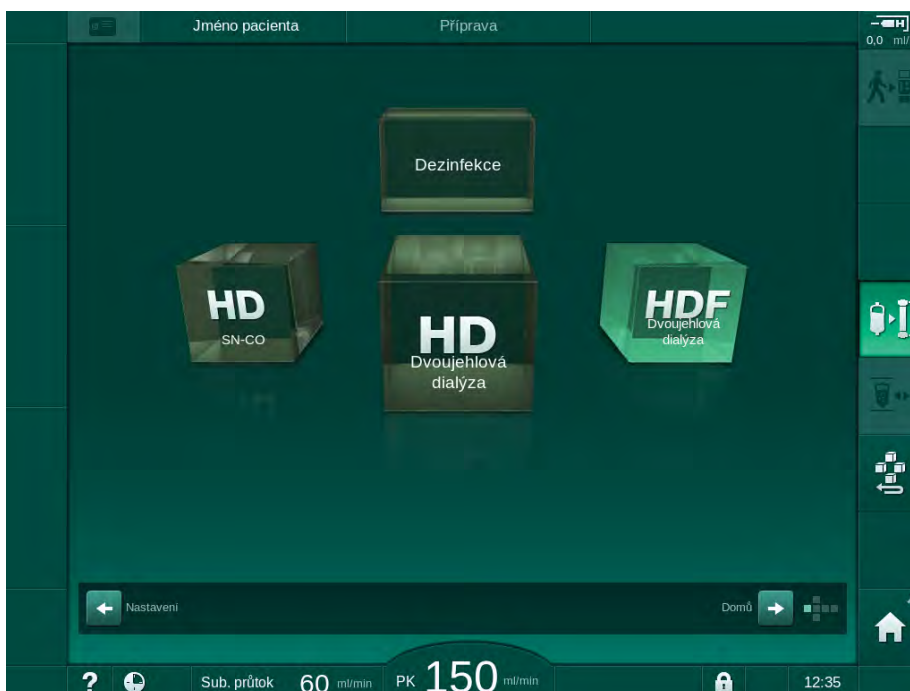 Jméno pacienta
Příprava
0,0 ml/
Dezinfekce
HD
SN-CO
HD
Dvoujehlová
dialýza
HDF
Dvoujehlová
dialýza
Nastavení
Domů
?
Sub. průtok 60 ml/min
PK 150 ml/min
12:35